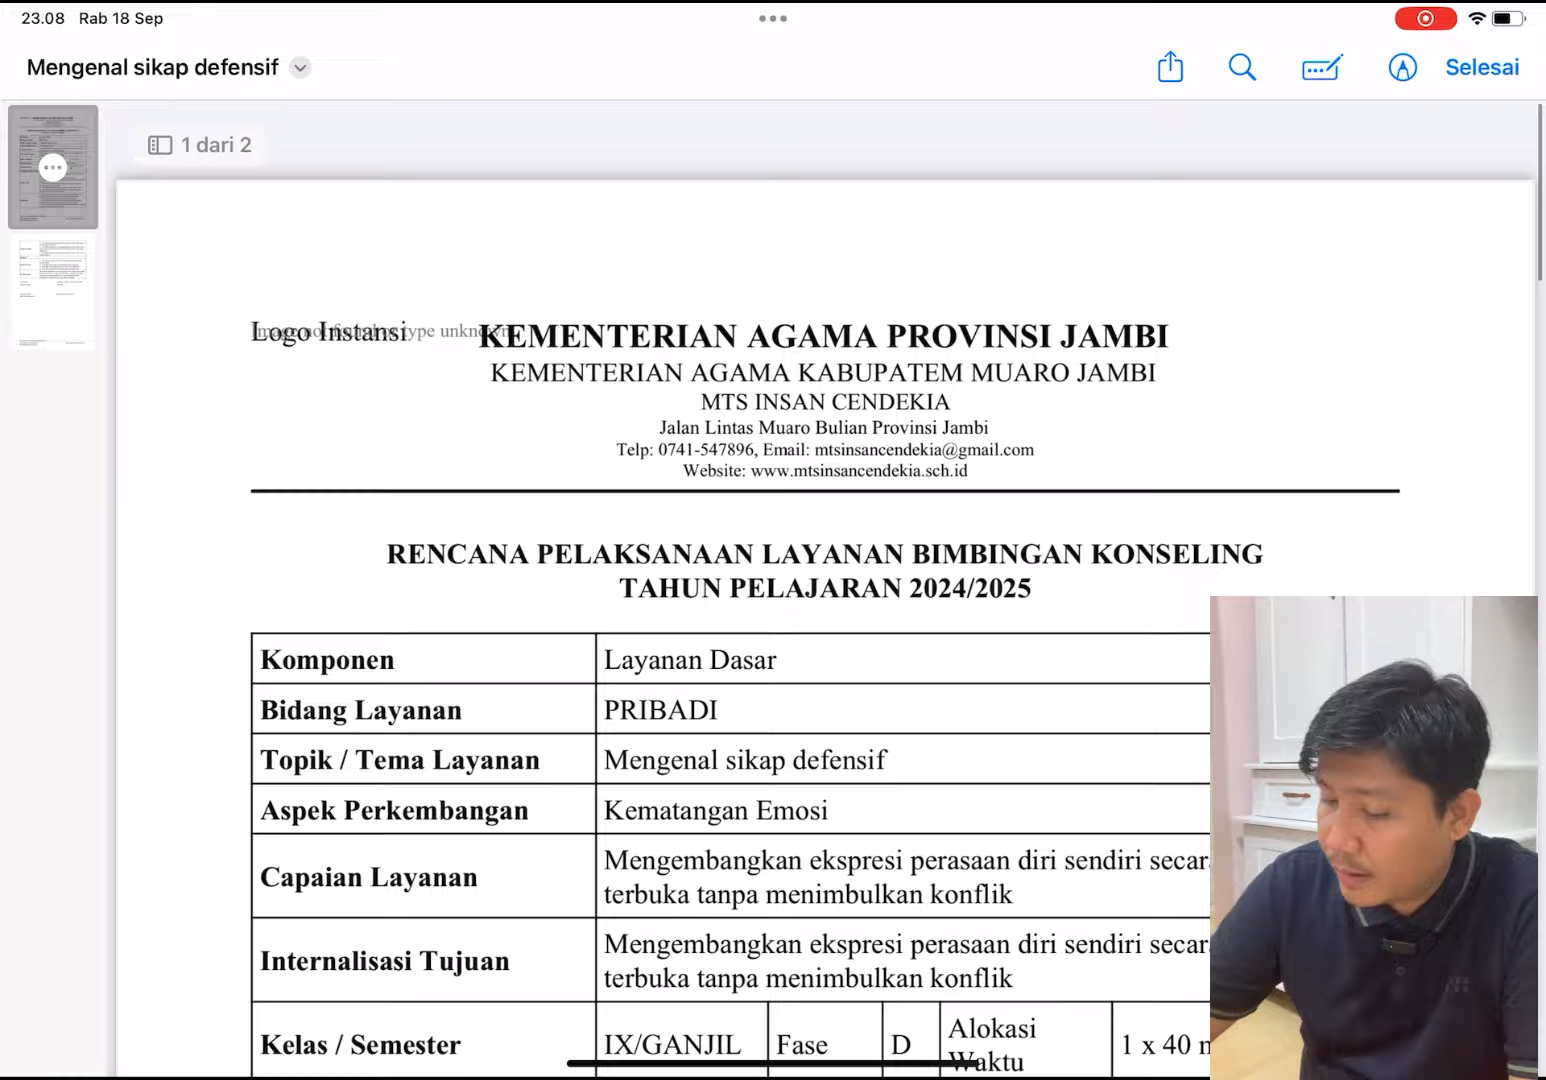 23.08 Rab 18 Sep
Mengenal sikap defensif
Selesai
1 dari 2
Logo Instansi
KEMENTERIAN AGAMA PROVINSI JAMBI
KEMENTERIAN AGAMA KABUPATEM MUARO JAMBI
MTS INSAN CENDEKIA
Jalan Lintas Muaro Bulian Provinsi Jambi
Telp: 0741-547896, Email: mtsinsancendekia@gmail.com
Website: www.mtsinsancendekia.sch.id
RENCANA PELAKSANAAN LAYANAN BIMBINGAN KONSELING
TAHUN PELAJARAN 2024/2025
Komponen Layanan Dasar
Bidang Layanan PRIBADI
Topik / Tema Layanan Mengenal sikap defensif
Aspek Perkembangan Kematangan Emosi
Capaian Layanan Mengembangkan ekspresi perasaan diri sendiri secar
terbuka tanpa menimbulkan konflik
Internalisasi Tujuan Mengembangkan ekspresi perasaan diri sendiri secar
terbuka tanpa menimbulkan konflik
Kelas / Semester IX/GANJIL Fase D Alokasi Waktu 1 x 40